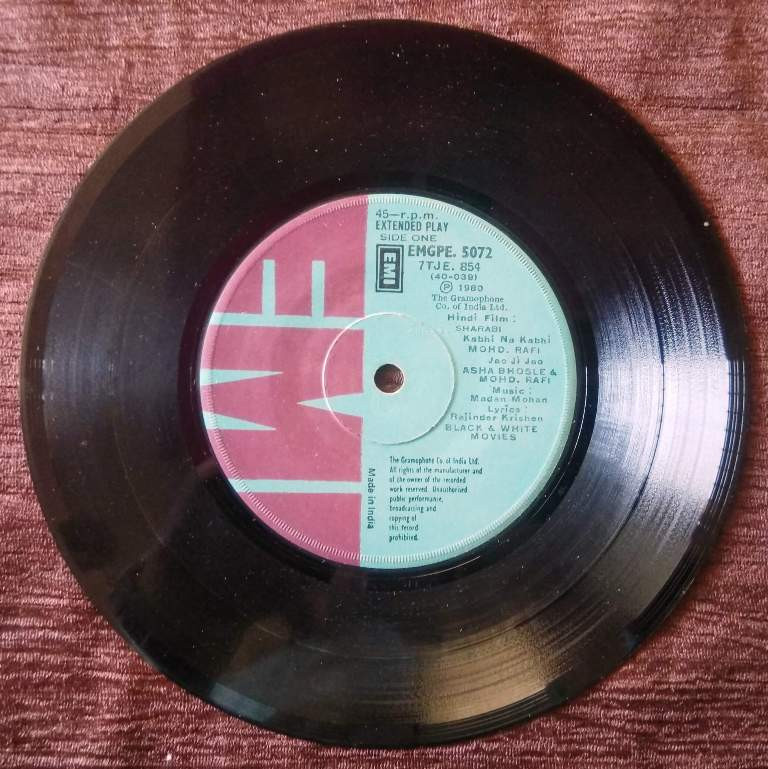 45-r.p.m.
EXTENDED PLAY
SIDE ONE
EMI
EMGPE. 5072
7TJE. 854
(40-039)
Ⓟ 1980
The Gramophone
Co. of India Ltd.
Hindi Film :
SHARABI
Kabhi Na Kabhi
MOHD. RAFI
Jao Ji Jao
ASHA BHOSLE &
MOHD. RAFI
Music :
Madan Mohan
Lyrics :
Rajinder Krishen
BLACK & WHITE
MOVIES
The Gramophone Co. of India Ltd.
All rights of the manufacturer and
of the owner of the recorded
work reserved. Unauthorised
public performance,
broadcasting and
copying of
this record
prohibited.
Made in India
EMI